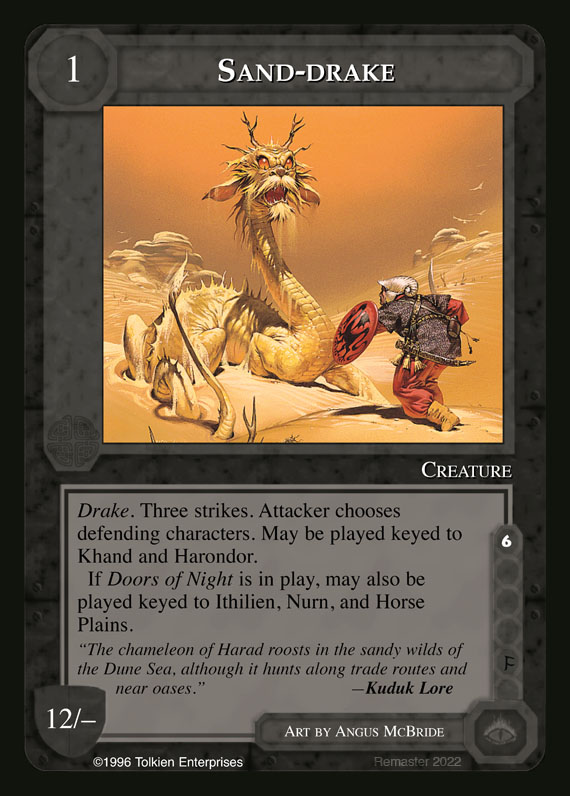 1
SAND-DRAKE
CREATURE
Drake. Three strikes. Attacker chooses
defending characters. May be played keyed to
Khand and Harondor.
If Doors of Night is in play, may also be
played keyed to Ithilien, Nurn, and Horse
Plains.
6
“The chameleon of Harad roosts in the sandy wilds of
the Dune Sea, although it hunts along trade routes and
near oases.” —Kuduk Lore
12/–
ART BY ANGUS MCBRIDE
©1996 Tolkien Enterprises
Remaster 2022